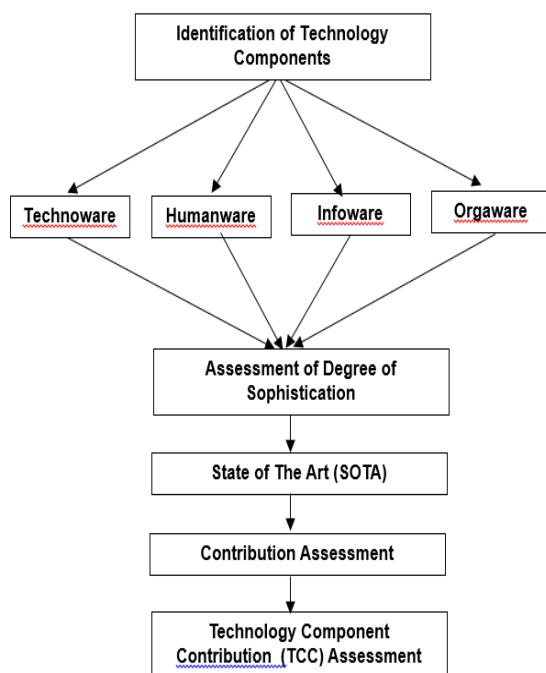 Identification of Technology
Components
Technoware
Humanware
Infoware
Orgaware
Assessment of Degree of
Sophistication
State of The Art (SOTA)
Contribution Assessment
Technology Component
Contribution (TCC) Assessment